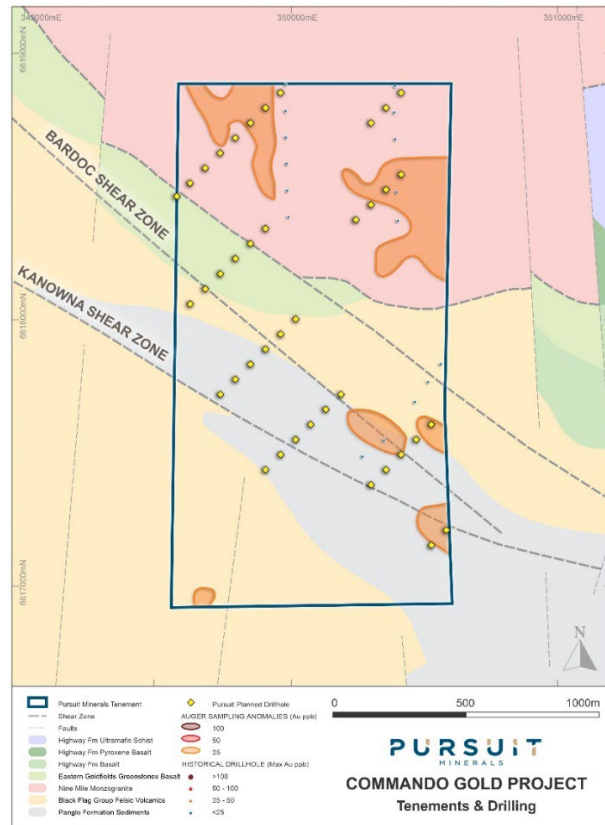 349000mE
350000mE
351000mE
6619000mN
BARDOC SHEAR ZONE
KANOWNA SHEAR ZONE
6618000mN
6617000mN
N
Pursuit Minerals Tenement
Shear Zone
Faults
Highway Fm Ultramafic Schist
Highway Fm Pyroxene Basalt
Highway Fm Basalt
Eastern Goldfields Greenstones Basalt
Nine Mile Monzogranite
Black Flag Group Felsic Volcanics
Panglo Formation Sediments
Pursuit Planned Drillhole
AUGER SAMPLING ANOMALIES (Au ppb)
100
50
25
HISTORICAL DRILLHOLE (Max Au ppb)
>100
50 - 100
25 - 50
<25
0 500 1000m
PURSUIT
MINERALS
COMMANDO GOLD PROJECT
Tenements & Drilling